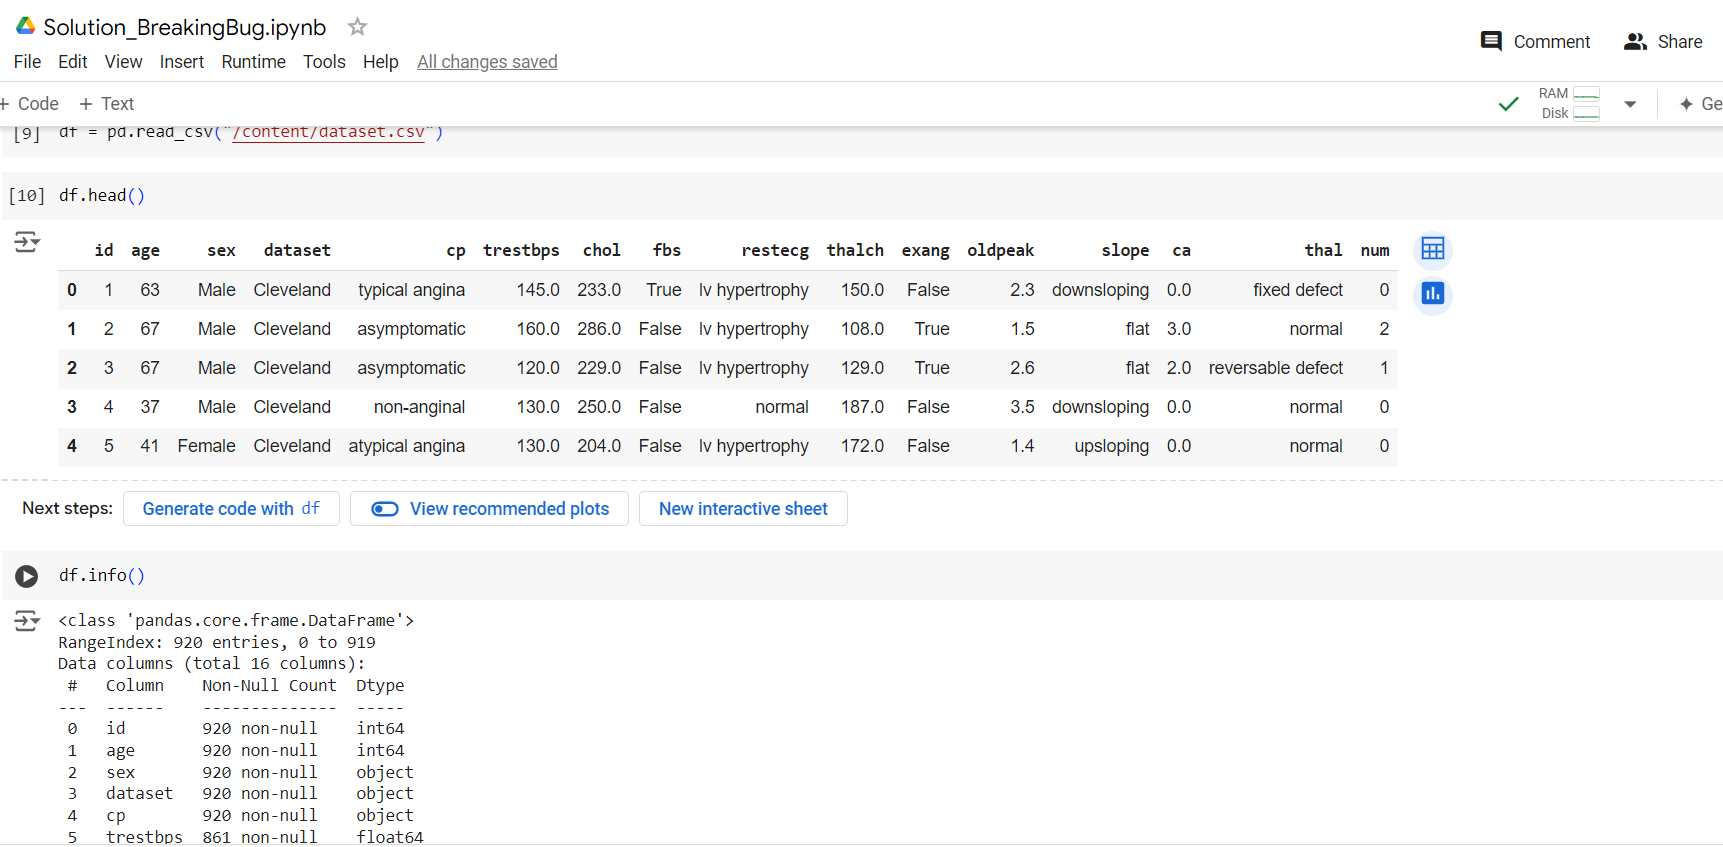 Solution_BreakingBug.ipynb
File Edit View Insert Runtime Tools Help All changes saved
Comment Share
+ Code + Text
RAM
Disk
Ge
[9] df = pd.read_csv("/content/dataset.csv")
[10] df.head()
id age sex dataset cp trestbps chol fbs restecg thalch exang oldpeak slope ca thal num
0 1 63 Male Cleveland typical angina 145.0 233.0 True lv hypertrophy 150.0 False 2.3 downsloping 0.0 fixed defect 0
1 2 67 Male Cleveland asymptomatic 160.0 286.0 False lv hypertrophy 108.0 True 1.5 flat 3.0 normal 2
2 3 67 Male Cleveland asymptomatic 120.0 229.0 False lv hypertrophy 129.0 True 2.6 flat 2.0 reversable defect 1
3 4 37 Male Cleveland non-anginal 130.0 250.0 False normal 187.0 False 3.5 downsloping 0.0 normal 0
4 5 41 Female Cleveland atypical angina 130.0 204.0 False lv hypertrophy 172.0 False 1.4 upsloping 0.0 normal 0
Next steps: Generate code with df View recommended plots New interactive sheet
df.info()
<class 'pandas.core.frame.DataFrame'>
RangeIndex: 920 entries, 0 to 919
Data columns (total 16 columns):
# Column Non-Null Count Dtype
--- ------ -------------- -----
0 id 920 non-null int64
1 age 920 non-null int64
2 sex 920 non-null object
3 dataset 920 non-null object
4 cp 920 non-null object
5 trestbps 861 non-null float64